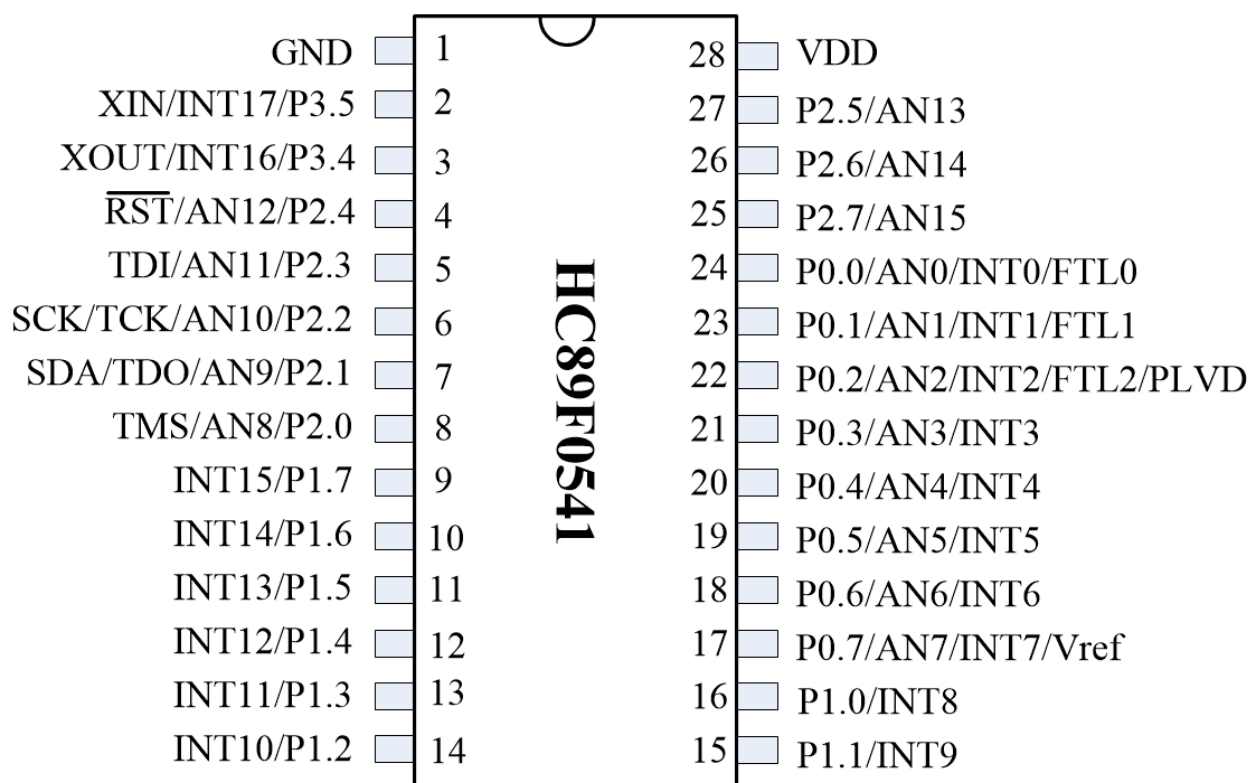 GND 1 28 VDD
XIN/INT17/P3.5 2 27 P2.5/AN13
XOUT/INT16/P3.4 3 26 P2.6/AN14
R̅S̅T̅/AN12/P2.4 4 25 P2.7/AN15
TDI/AN11/P2.3 5 24 P0.0/AN0/INT0/FTL0
SCK/TCK/AN10/P2.2 6 23 P0.1/AN1/INT1/FTL1
SDA/TDO/AN9/P2.1 7 22 P0.2/AN2/INT2/FTL2/PLVD
TMS/AN8/P2.0 8 21 P0.3/AN3/INT3
INT15/P1.7 9 20 P0.4/AN4/INT4
INT14/P1.6 10 19 P0.5/AN5/INT5
INT13/P1.5 11 18 P0.6/AN6/INT6
INT12/P1.4 12 17 P0.7/AN7/INT7/Vref
INT11/P1.3 13 16 P1.0/INT8
INT10/P1.2 14 15 P1.1/INT9
HC89F0541